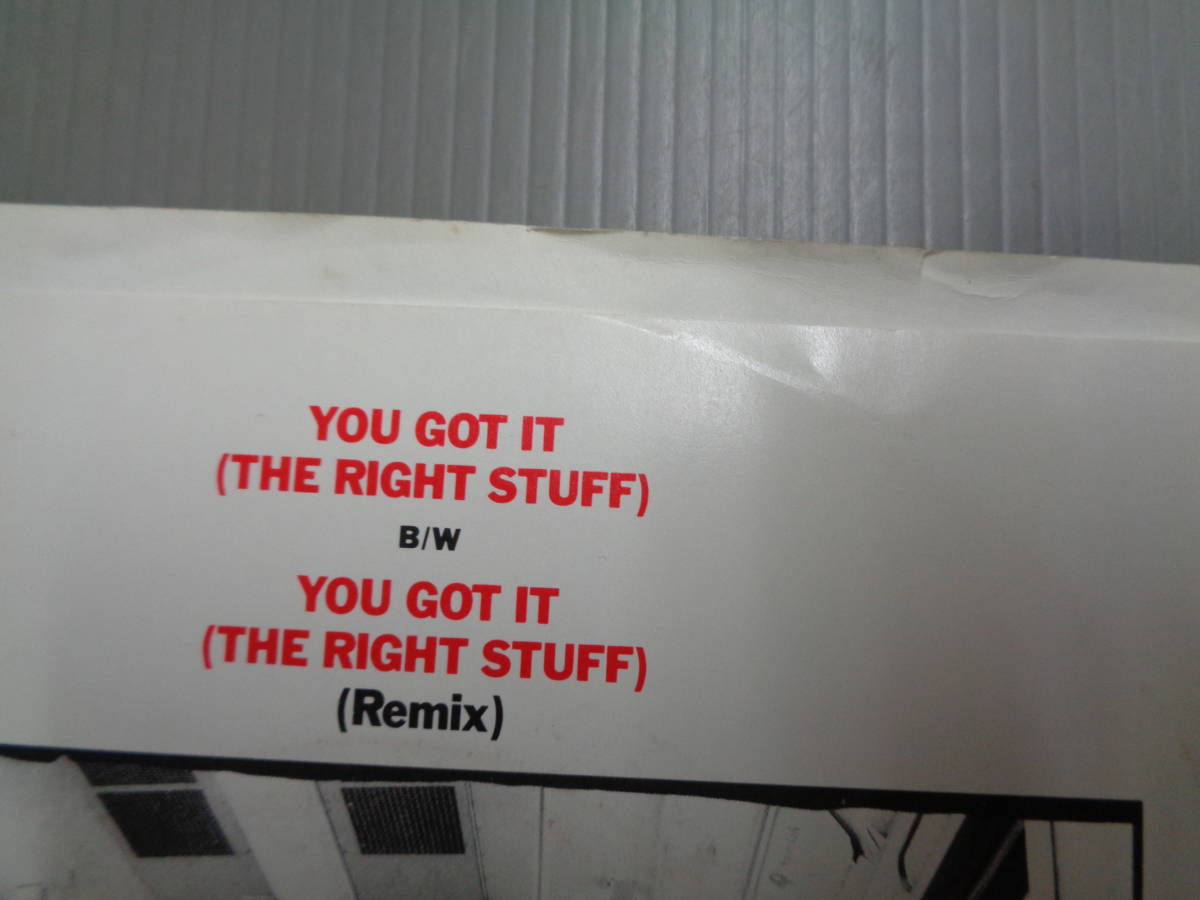 YOU GOT IT
(THE RIGHT STUFF)
B/W
YOU GOT IT
(THE RIGHT STUFF)
(Remix)